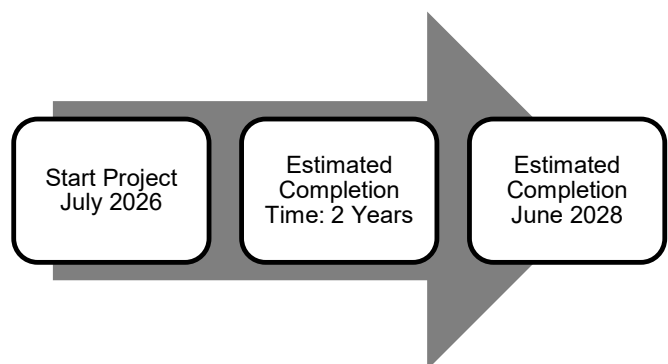 Start Project
July 2026
Estimated
Completion
Time: 2 Years
Estimated
Completion
June 2028